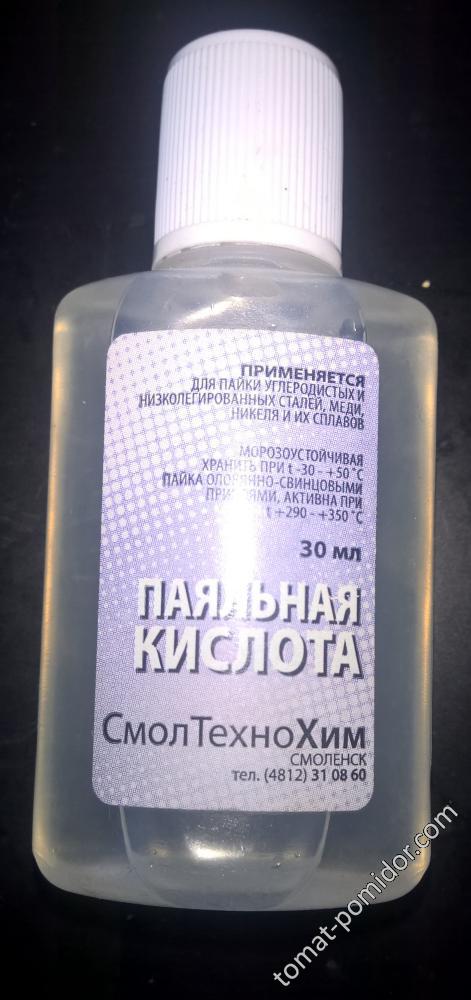 ПРИМЕНЯЕТСЯ
ДЛЯ ПАЙКИ УГЛЕРОДИСТЫХ И
НИЗКОЛЕГИРОВАННЫХ СТАЛЕЙ, МЕДИ,
НИКЕЛЯ И ИХ СПЛАВОВ
МОРОЗОУСТОЙЧИВАЯ
ХРАНИТЬ ПРИ t -30 - +50 °C
ПАЙКА ОЛОВЯННО-СВИНЦОВЫМИ
ПРИПОЯМИ, АКТИВНА ПРИ
t +290 - +350 °C
30 мл
ПАЯЛЬНАЯ
КИСЛОТА
СмолТехноХим
СМОЛЕНСК
тел. (4812) 31 08 60
tomat-pomidor.com